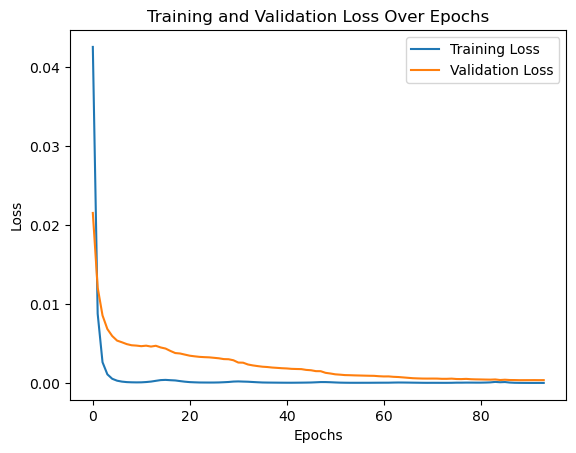 Training and Validation Loss Over Epochs
Training Loss
Validation Loss
0.04
0.03
0.02
0.01
0.00
Loss
0
20
40
60
80
Epochs